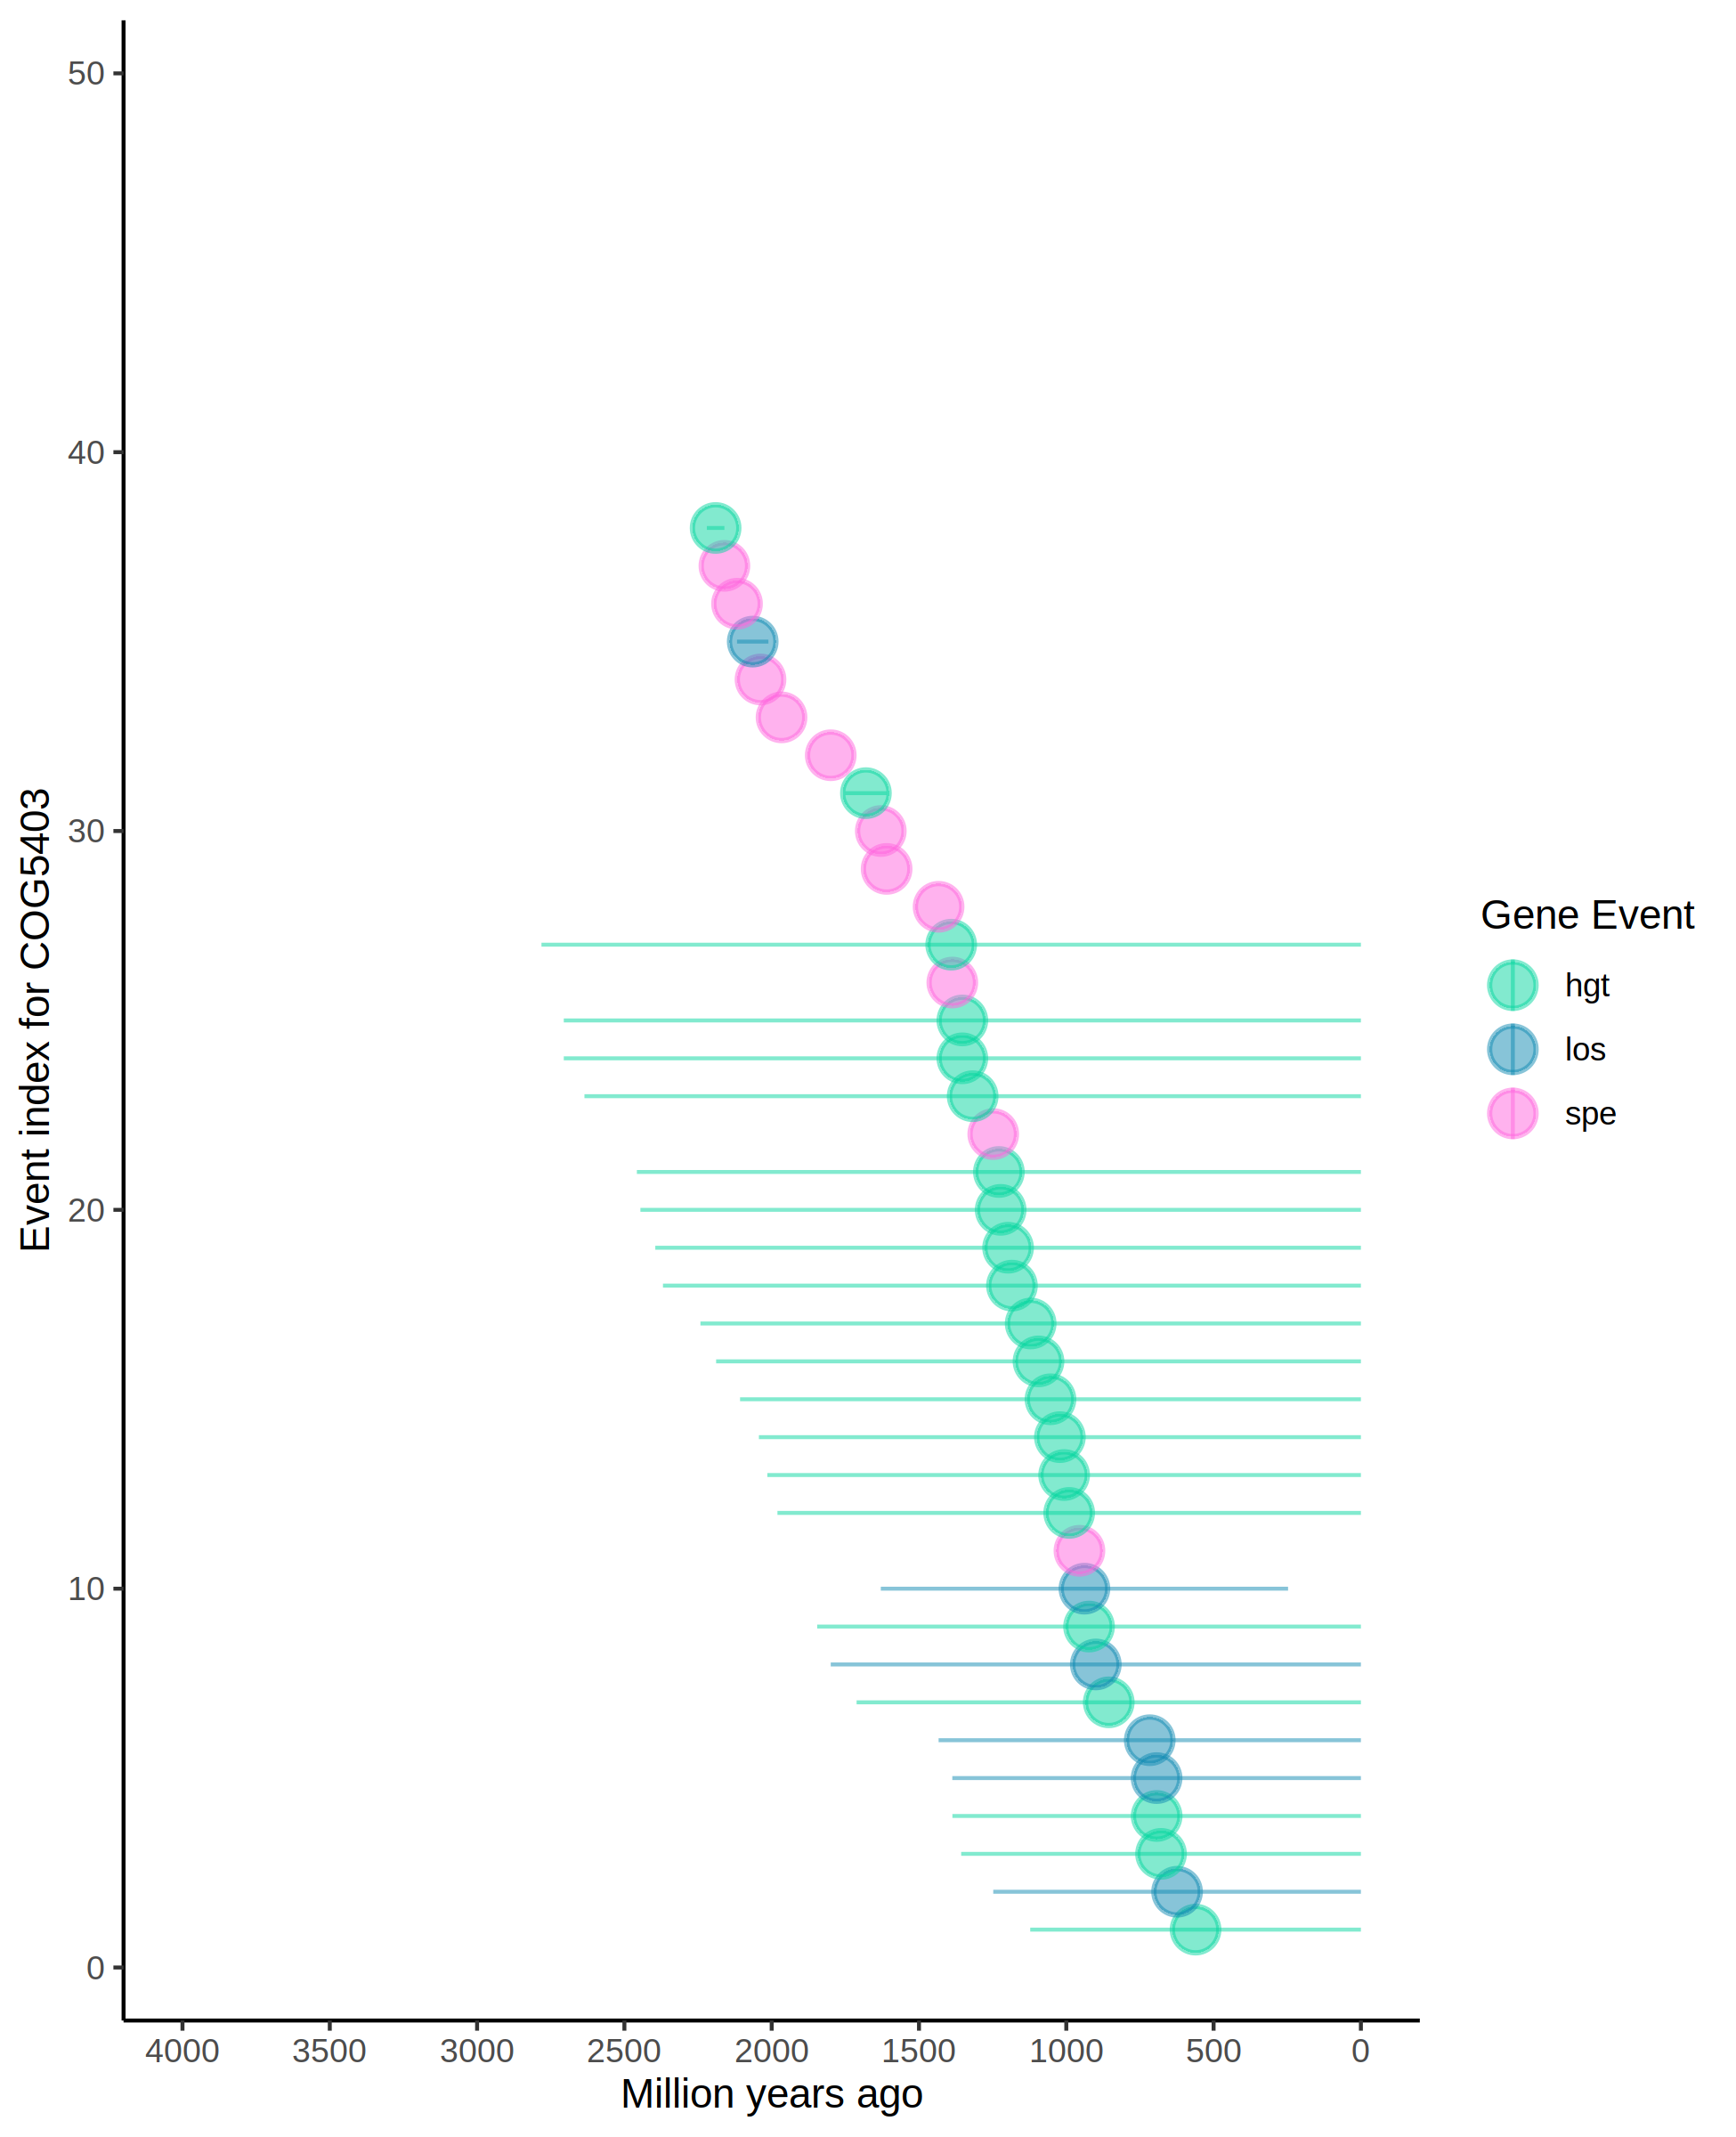 50
40
30
20
10
0
Event index for COG5403
4000 3500 3000 2500 2000 1500 1000 500 0
Million years ago
Gene Event
hgt
los
spe